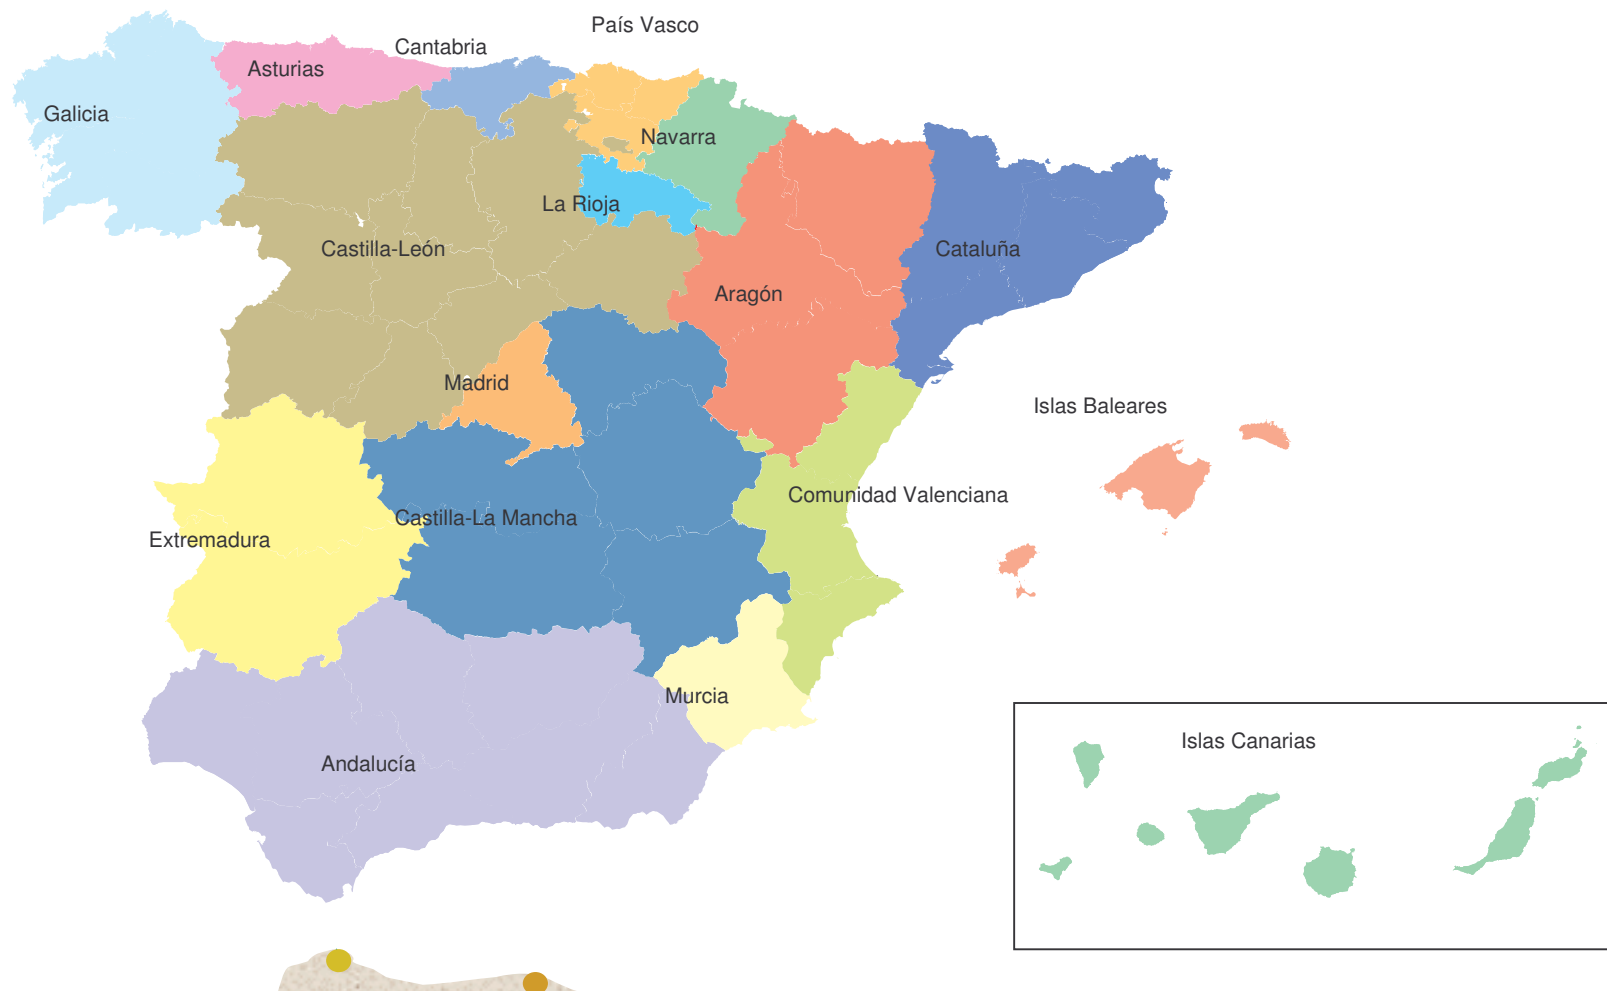 País Vasco
Cantabria
Asturias
Galicia
Navarra
La Rioja
Castilla-León
Cataluña
Aragón
Madrid
Islas Baleares
Comunidad Valenciana
Castilla-La Mancha
Extremadura
Murcia
Islas Canarias
Andalucía